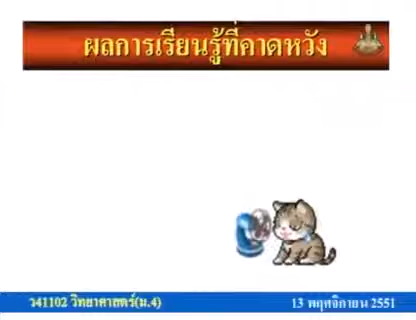 ผลการเรียนรู้ที่คาดหวัง
ว41102 วิทยาศาสตร์(ม.4)
13 พฤศจิกายน 2551